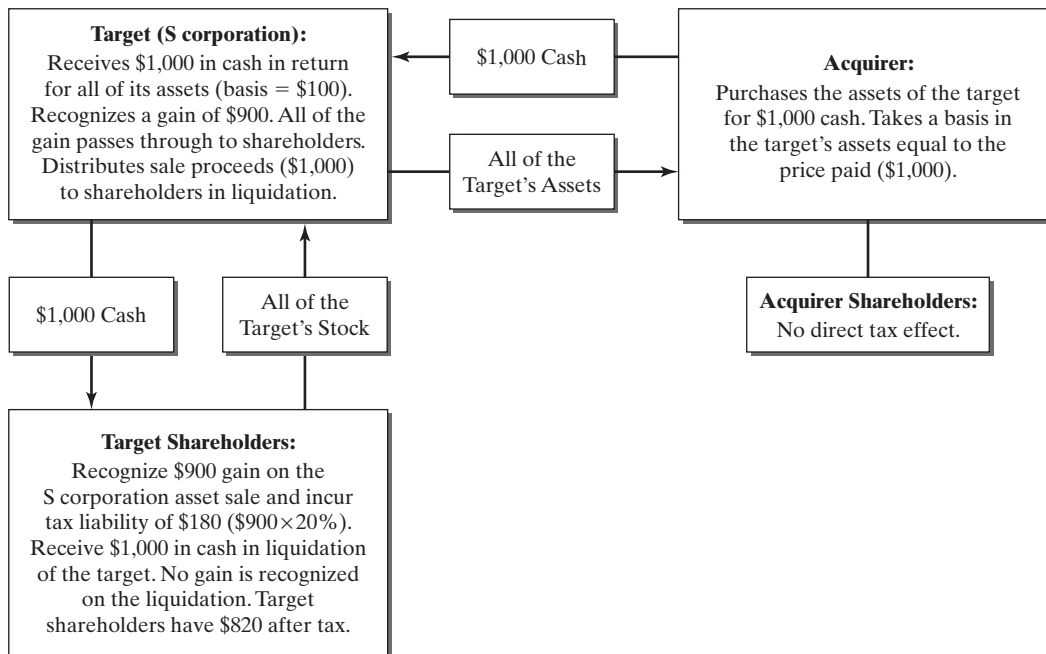 Target (S corporation):
Receives $1,000 in cash in return
for all of its assets (basis = $100).
Recognizes a gain of $900. All of the
gain passes through to shareholders.
Distributes sale proceeds ($1,000)
to shareholders in liquidation.
$1,000 Cash
All of the
Target's Assets
Acquirer:
Purchases the assets of the target
for $1,000 cash. Takes a basis in
the target's assets equal to the
price paid ($1,000).
$1,000 Cash
All of the
Target's Stock
Acquirer Shareholders:
No direct tax effect.
Target Shareholders:
Recognize $900 gain on the
S corporation asset sale and incur
tax liability of $180 ($900×20%).
Receive $1,000 in cash in liquidation
of the target. No gain is recognized
on the liquidation. Target
shareholders have $820 after tax.